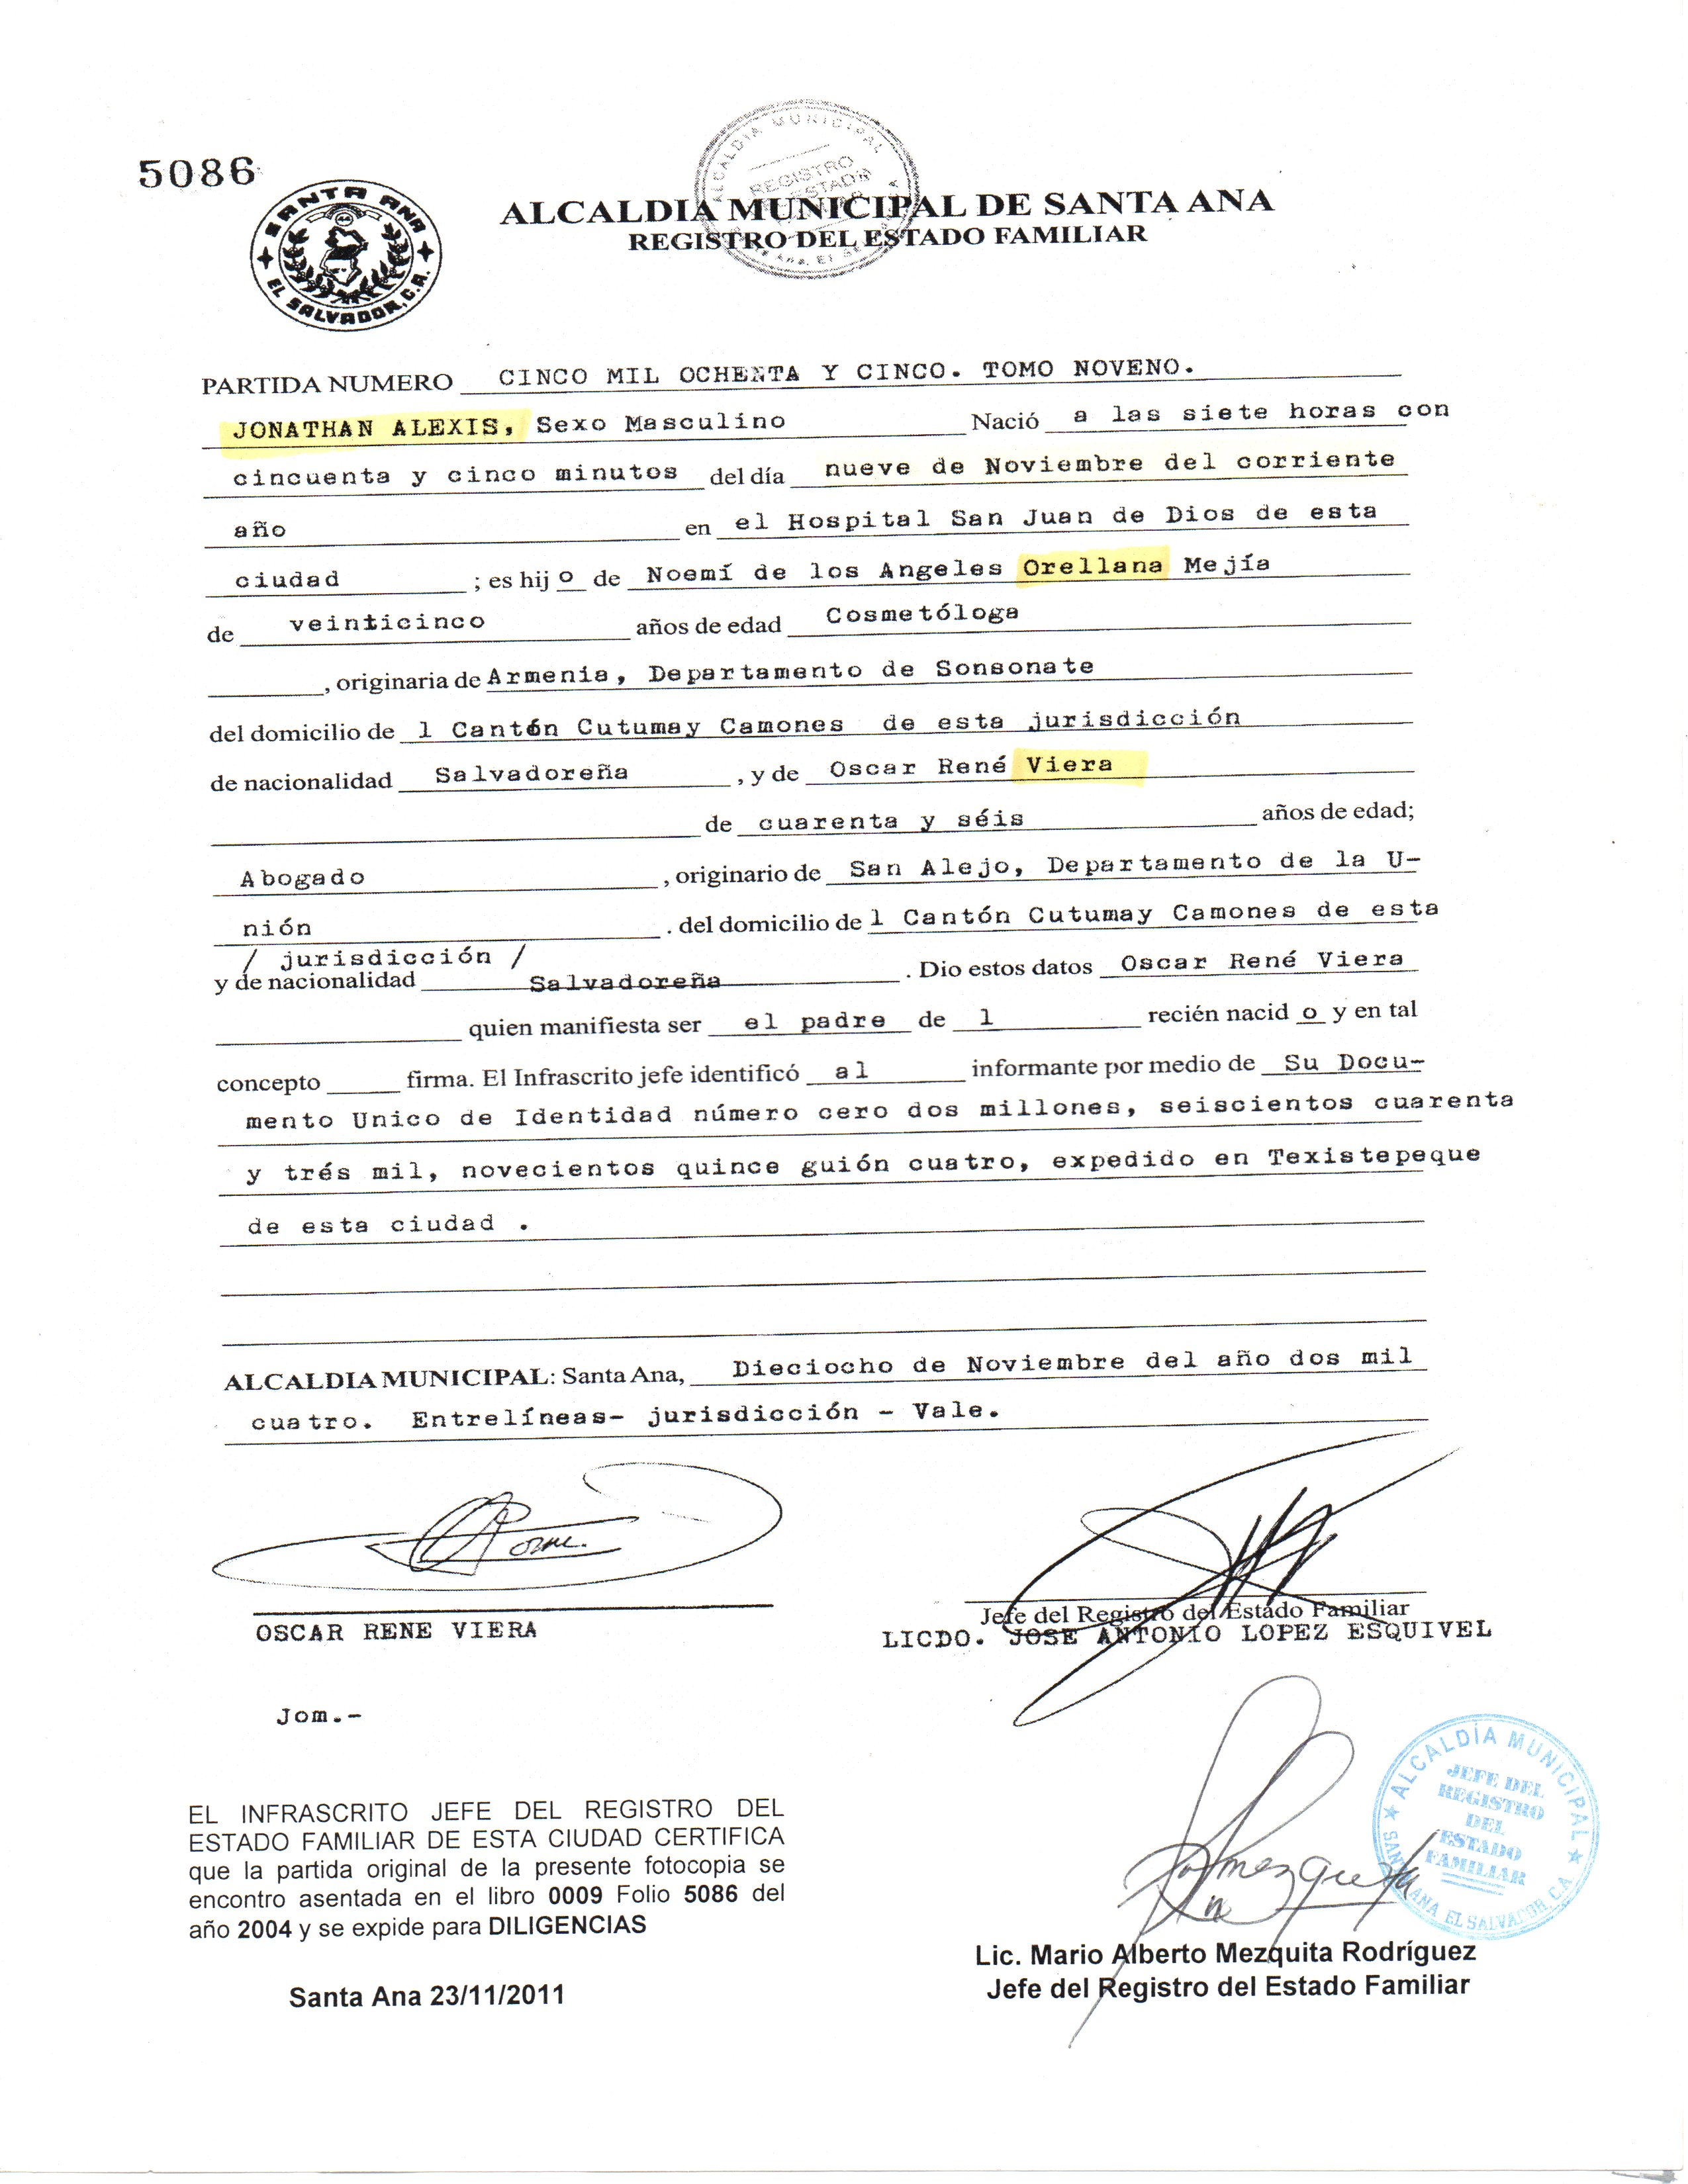 5086
ALCALDIA MUNICIPAL
REGISTRO
ESTADO
SANTA ANA
EL SALVADOR, C.A.
ALCALDIA MUNICIPAL DE SANTA ANA
REGISTRO DEL ESTADO FAMILIAR
PARTIDA NUMERO CINCO MIL OCHENTA Y CINCO. TOMO NOVENO.
JONATHAN ALEXIS, Sexo Masculino Nació a las siete horas con
cincuenta y cinco minutos del día nueve de Noviembre del corriente
año en el Hospital San Juan de Dios de esta
ciudad ; es hij o de Noemí de los Angeles Orellana Mejía
de veinticinco años de edad Cosmetóloga
, originaria de Armenia, Departamento de Sonsonate
del domicilio de l Cantón Cutumay Camones de esta jurisdicción
de nacionalidad Salvadoreña , y de Oscar René Viera
de cuarenta y séis años de edad;
Abogado , originario de San Alejo, Departamento de la U-
nión . del domicilio de l Cantón Cutumay Camones de esta
/ jurisdicción /
y de nacionalidad Salvadoreña . Dio estos datos Oscar René Viera
quien manifiesta ser el padre de l recién nacid o y en tal
concepto firma. El Infrascrito jefe identificó al informante por medio de Su Docu-
mento Unico de Identidad número cero dos millones, seiscientos cuarenta
y trés mil, novecientos quince guión cuatro, expedido en Texistepeque
de esta ciudad .
ALCALDIA MUNICIPAL: Santa Ana, Dieciocho de Noviembre del año dos mil
cuatro. Entrelíneas- jurisdicción - Vale.
OSCAR RENE VIERA
Jefe del Registro del Estado Familiar
LICDO. JOSE ANTONIO LOPEZ ESQUIVEL
Jom.-
EL INFRASCRITO JEFE DEL REGISTRO DEL
ESTADO FAMILIAR DE ESTA CIUDAD CERTIFICA
que la partida original de la presente fotocopia se
encontro asentada en el libro 0009 Folio 5086 del
año 2004 y se expide para DILIGENCIAS
Santa Ana 23/11/2011
ALCALDÍA MUNICIPAL
JEFE DEL
REGISTRO
DEL
ESTADO
FAMILIAR
SANTA ANA EL SALVADOR, C.A.
Lic. Mario Alberto Mezquita Rodríguez
Jefe del Registro del Estado Familiar